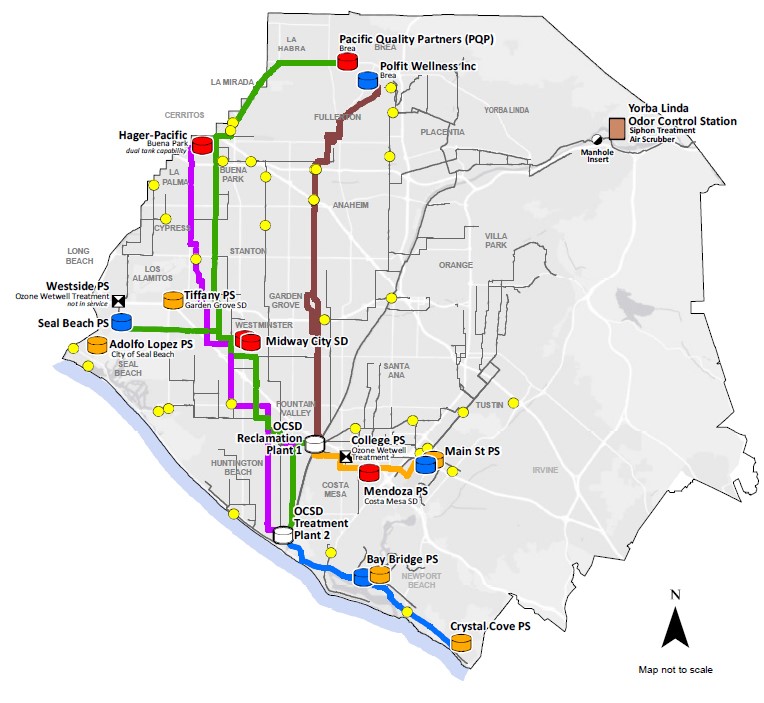 Pacific Quality Partners (PQP)
Brea
BREA
LA
HABRA
Polfit Wellness Inc
Brea
LA MIRADA
YORBA LINDA
Yorba Linda
Odor Control Station
Siphon Treatment
Air Scrubber
CERRITOS
FULLERTON
PLACENTIA
Hager-Pacific
Buena Park
dual tank capability
Manhole
Insert
LA
PALMA
BUENA
PARK
ANAHEIM
CYPRESS
VILLA
PARK
LONG
BEACH
STANTON
ORANGE
LOS
ALAMITOS
Westside PS
Ozone Wetwell Treatment
not in service
Tiffany PS
Garden Grove SD
GARDEN
GROVE
Seal Beach PS
WESTMINSTER
Midway City SD
Adolfo Lopez PS
City of Seal Beach
SEAL
BEACH
SANTA
ANA
FOUNTAIN
VALLEY
TUSTIN
OCSD
Reclamation
Plant 1
College PS
Ozone Wetwell
Treatment
Main St PS
HUNTINGTON
BEACH
IRVINE
COSTA
MESA
Mendoza PS
Costa Mesa SD
OCSD
Treatment
Plant 2
Bay Bridge PS
NEWPORT
BEACH
Crystal Cove PS
N
Map not to scale